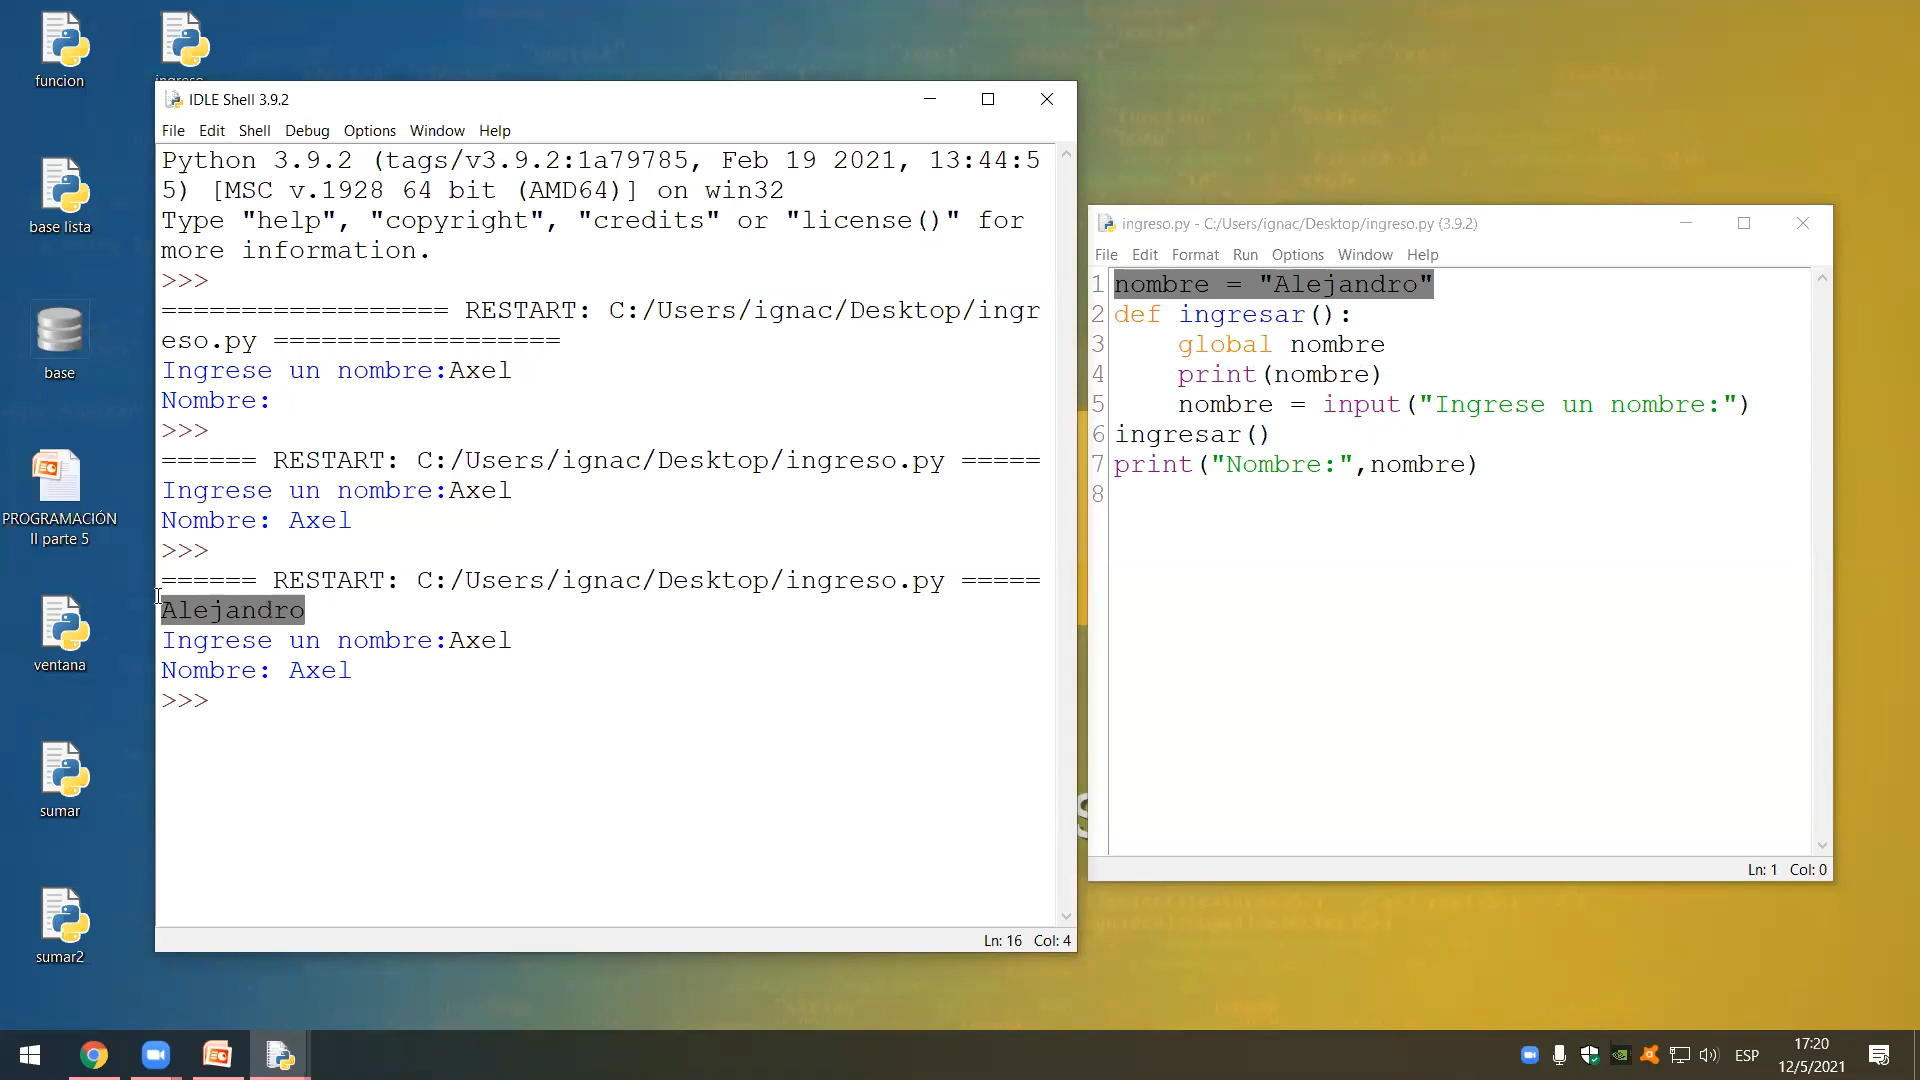 funcion
base lista
base
PROGRAMACIÓN
II parte 5
ventana
sumar
sumar2
IDLE Shell 3.9.2
File Edit Shell Debug Options Window Help
Python 3.9.2 (tags/v3.9.2:1a79785, Feb 19 2021, 13:44:5
5) [MSC v.1928 64 bit (AMD64)] on win32
Type "help", "copyright", "credits" or "license()" for
more information.
>>>
================== RESTART: C:/Users/ignac/Desktop/ingr
eso.py ==================
Ingrese un nombre:Axel
Nombre:
>>>
====== RESTART: C:/Users/ignac/Desktop/ingreso.py =====
Ingrese un nombre:Axel
Nombre: Axel
>>>
====== RESTART: C:/Users/ignac/Desktop/ingreso.py =====
Alejandro
Ingrese un nombre:Axel
Nombre: Axel
>>>
Ln: 16 Col: 4
ingreso.py - C:/Users/ignac/Desktop/ingreso.py (3.9.2)
File Edit Format Run Options Window Help
1 nombre = "Alejandro"
2 def ingresar():
3 global nombre
4 print(nombre)
5 nombre = input("Ingrese un nombre:")
6 ingresar()
7 print("Nombre:",nombre)
8
Ln: 1 Col: 0
ESP
17:20
12/5/2021